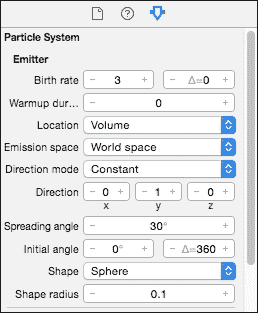 Particle System
Emitter
Birth rate − 3 + − Δ=0 +
Warmup dur... − 0 +
Location Volume
Emission space World space
Direction mode Constant
Direction − 0 + − 1 + − 0 +
x y z
Spreading angle − 30° +
Initial angle − 0° + − Δ=360 +
Shape Sphere
Shape radius − 0.1 +